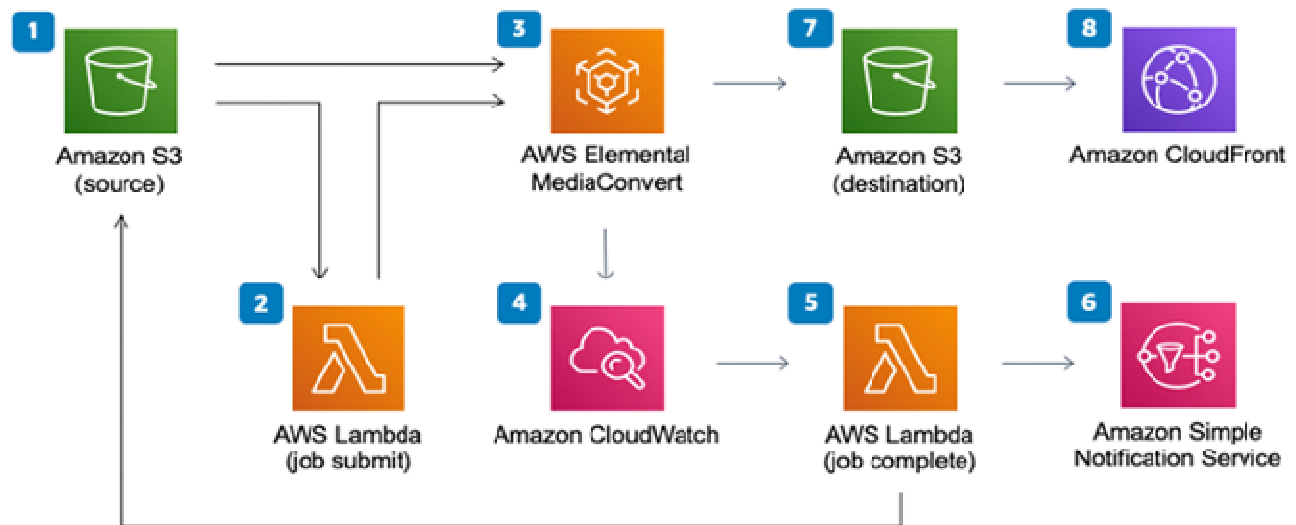 1
Amazon S3
(source)
3
AWS Elemental
MediaConvert
7
Amazon S3
(destination)
8
Amazon CloudFront
2
AWS Lambda
(job submit)
4
Amazon CloudWatch
5
AWS Lambda
(job complete)
6
Amazon Simple
Notification Service